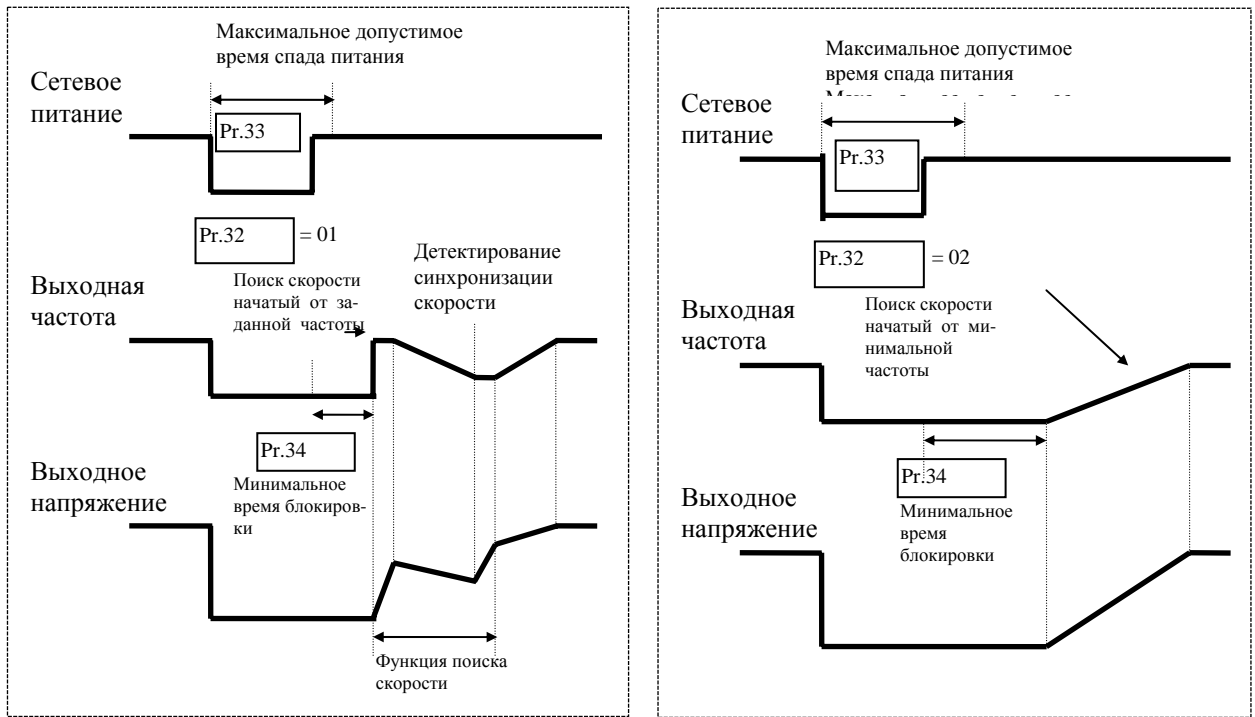 Максимальное допустимое
время спада питания
Сетевое
питание
Pr.33
Pr.32
= 01
Детектирование
синхронизации
скорости
Поиск скорости
начатый от за-
данной частоты
Выходная
частота
Pr.34
Выходное
напряжение
Минимальное
время блокиров-
ки
Функция поиска
скорости
Максимальное допустимое
время спада питания
Сетевое
питание
Pr.33
Pr.32
= 02
Поиск скорости
начатый от ми-
нимальной
частоты
Выходная
частота
Pr.34
Выходное
напряжение
Минимальное
время
блокировки